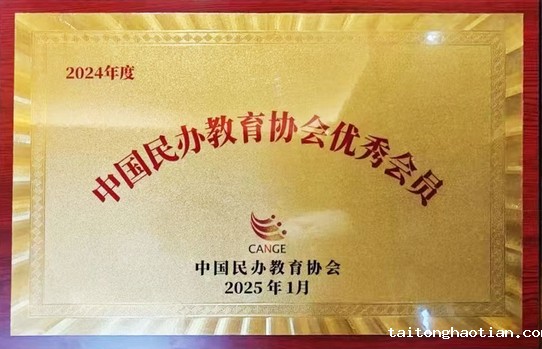 2024年度
中国民办教育协会优秀会员
CANGE
中国民办教育协会
2025年1月
taitonghaotian.com